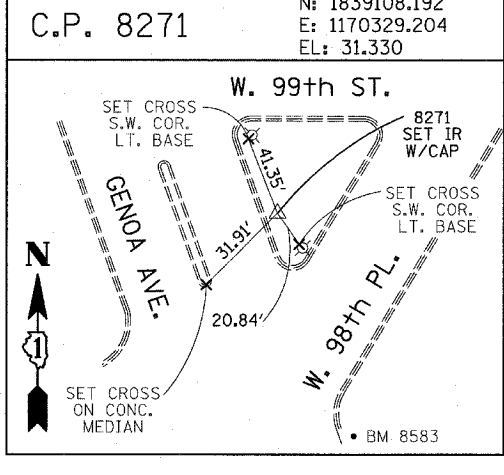 C.P. 8271
N: 1839108.192
E: 1170329.204
EL: 31.330
W. 99th ST.
SET CROSS
S.W. COR.
LT. BASE
8271
SET IR
W/CAP
41.35'
SET CROSS
S.W. COR.
LT. BASE
GENOA AVE.
31.91'
20.84'
W. 98th PL.
N
1
SET CROSS
ON CONC.
MEDIAN
BM 8583